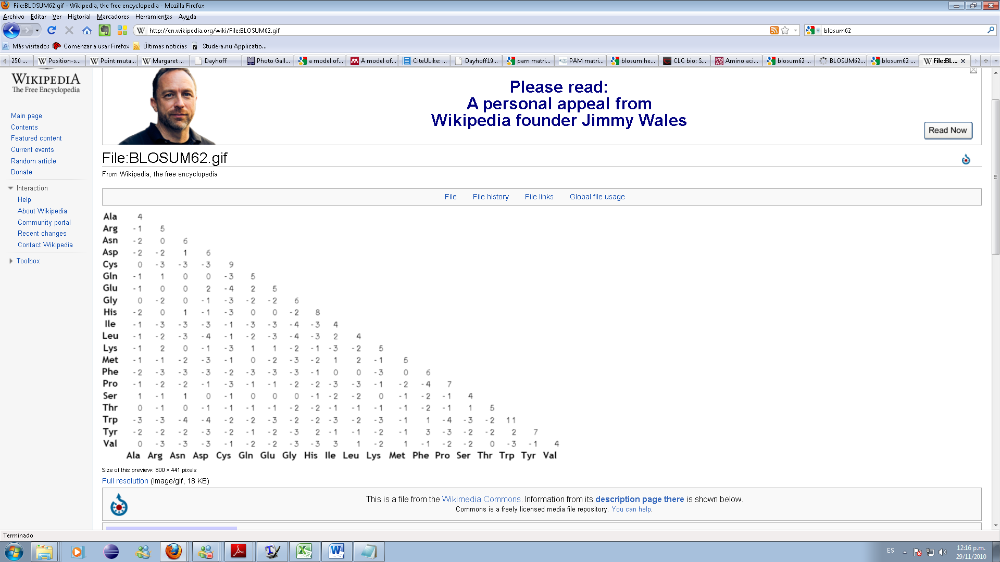 File:BLOSUM62.gif - Wikipedia, the free encyclopedia - Mozilla Firefox
Archivo Editar Ver Historial Marcadores Herramientas Ayuda
http://en.wikipedia.org/wiki/File:BLOSUM62.gif blosum62
Más visitados Comenzar a usar Firefox Últimas noticias Studera.nu Applicatio...
250 ... Position-s... Point muta... Margaret ... Dayhoff Photo Gall... a model of... A model of... CiteULike: ... Dayhoff19... pam matri... PAM matri... blosum he... CLC bio: S... Amino aci... blosum62 ... BLOSUM62... blosum62 ... File:BL...
WIKIPEDIA
The Free Encyclopedia
Main page
Contents
Featured content
Current events
Random article
Donate
Interaction
Help
About Wikipedia
Community portal
Recent changes
Contact Wikipedia
Toolbox
Please read:
A personal appeal from
Wikipedia founder Jimmy Wales
Read Now
File:BLOSUM62.gif
From Wikipedia, the free encyclopedia
File File history File links Global file usage
Ala 4
Arg -1 5
Asn -2 0 6
Asp -2 -2 1 6
Cys 0 -3 -3 -3 9
Gln -1 1 0 0 -3 5
Glu -1 0 0 2 -4 2 5
Gly 0 -2 0 -1 -3 -2 -2 6
His -2 0 1 -1 -3 0 0 -2 8
Ile -1 -3 -3 -3 -1 -3 -3 -4 -3 4
Leu -1 -2 -3 -4 -1 -2 -3 -4 -3 2 4
Lys -1 2 0 -1 -3 1 1 -2 -1 -3 -2 5
Met -1 -1 -2 -3 -1 0 -2 -3 -2 1 2 -1 5
Phe -2 -3 -3 -3 -2 -3 -3 -3 -1 0 0 -3 0 6
Pro -1 -2 -2 -1 -3 -1 -1 -2 -2 -3 -3 -1 -2 -4 7
Ser 1 -1 1 0 -1 0 0 0 -1 -2 -2 0 -1 -2 -1 4
Thr 0 -1 0 -1 -1 -1 -1 -2 -2 -1 -1 -1 -1 -2 -1 1 5
Trp -3 -3 -4 -4 -2 -2 -3 -2 -2 -3 -2 -3 -1 1 -4 -3 -2 11
Tyr -2 -2 -2 -3 -2 -1 -2 -3 2 -1 -1 -2 -1 3 -3 -2 -2 2 7
Val 0 -3 -3 -3 -1 -2 -2 -3 -3 3 1 -2 1 -1 -2 -2 0 -3 -1 4
Ala Arg Asn Asp Cys Gln Glu Gly His Ile Leu Lys Met Phe Pro Ser Thr Trp Tyr Val
Size of this preview: 800 × 441 pixels
Full resolution (image/gif, 18 KB)
This is a file from the Wikimedia Commons. Information from its description page there is shown below.
Commons is a freely licensed media file repository. You can help.
Terminado
ES 12:16 p.m.
29/11/2010